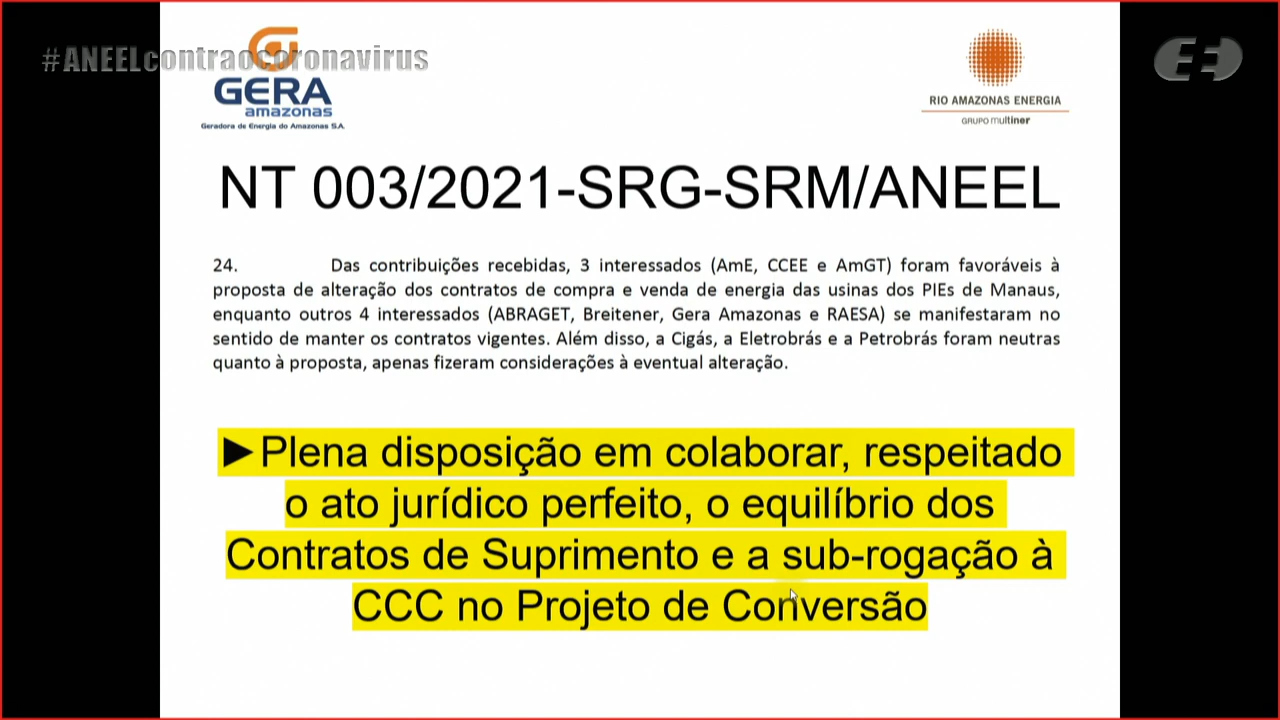 #ANEELcontraocoronavirus
GERA
amazonas
Geradora de Energia do Amazonas S.A.
RIO AMAZONAS ENERGIA
GRUPO multiner
NT 003/2021-SRG-SRM/ANEEL
24. Das contribuições recebidas, 3 interessados (AmE, CCEE e AmGT) foram favoráveis à
proposta de alteração dos contratos de compra e venda de energia das usinas dos PIEs de Manaus,
enquanto outros 4 interessados (ABRAGET, Breitener, Gera Amazonas e RAESA) se manifestaram no
sentido de manter os contratos vigentes. Além disso, a Cigás, a Eletrobrás e a Petrobrás foram neutras
quanto à proposta, apenas fizeram considerações à eventual alteração.
►Plena disposição em colaborar, respeitado
o ato jurídico perfeito, o equilíbrio dos
Contratos de Suprimento e a sub-rogação à
CCC no Projeto de Conversão